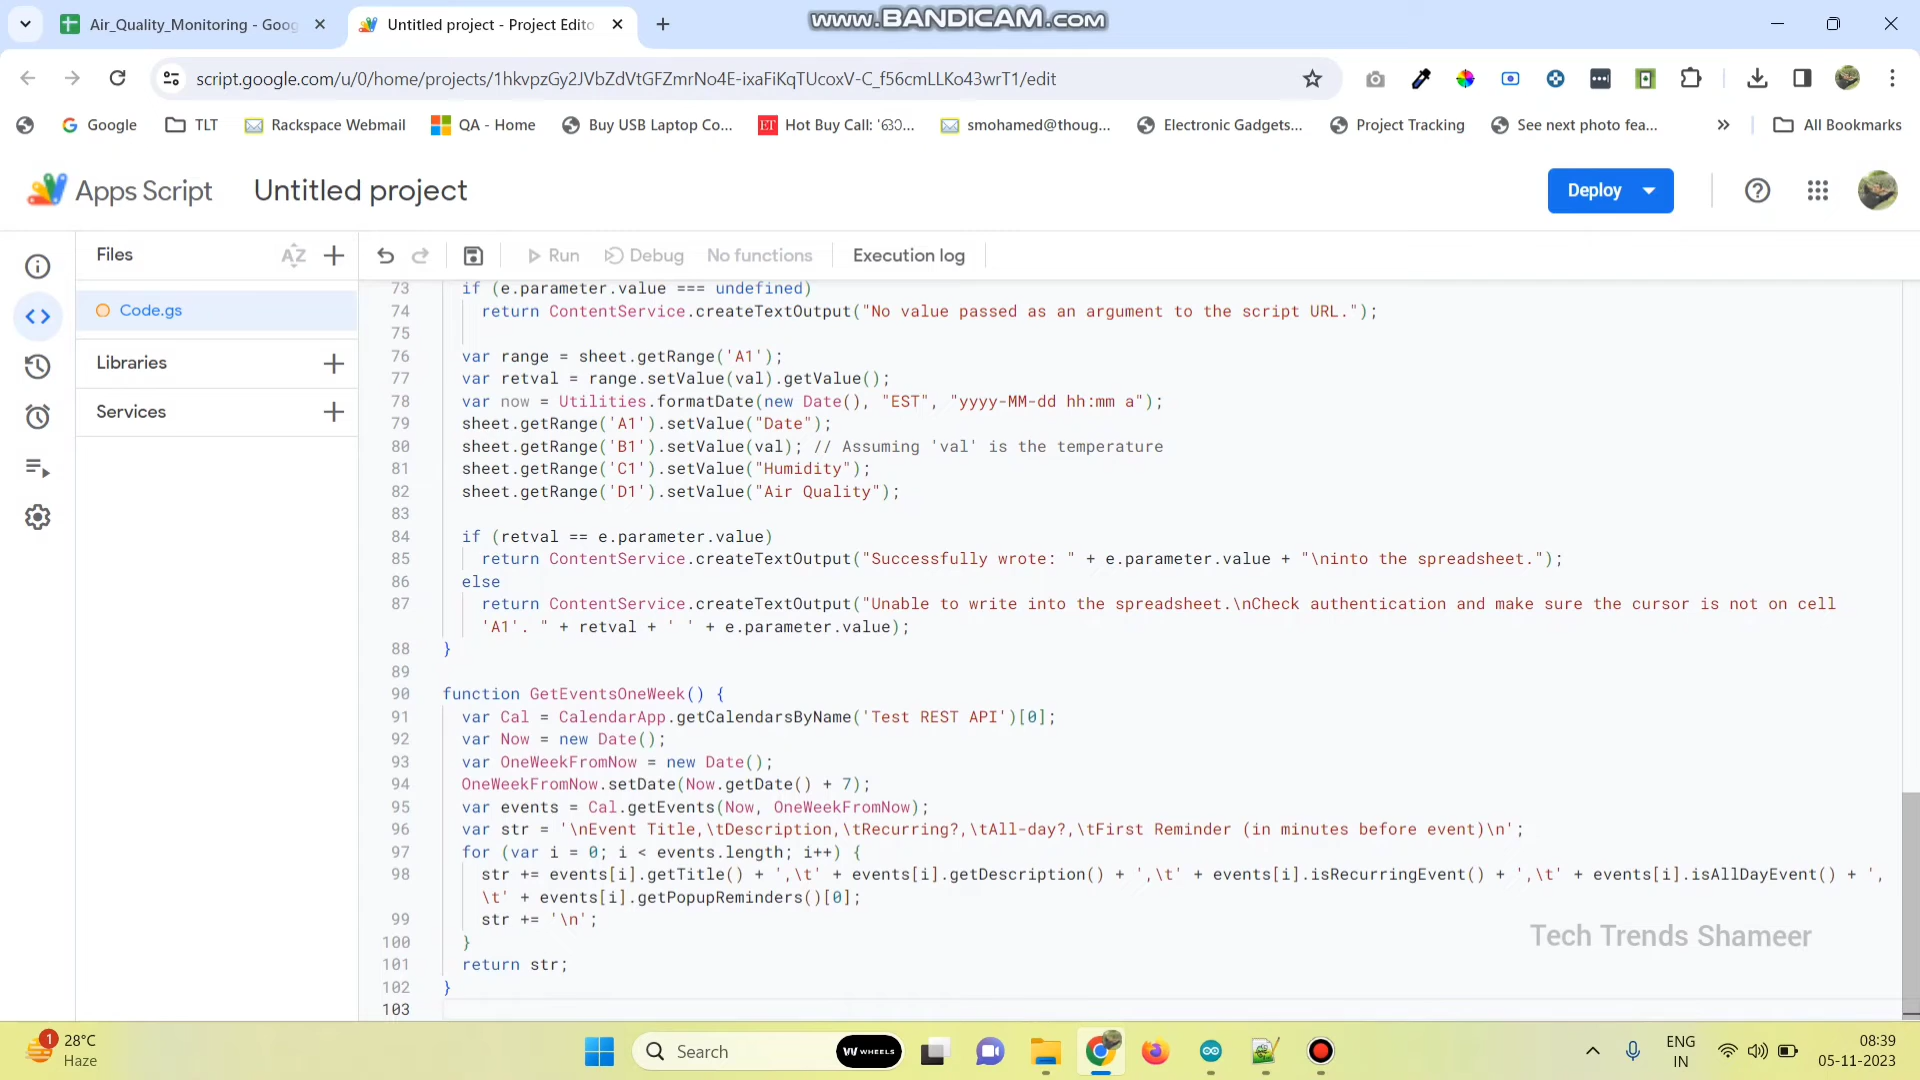 Air_Quality_Monitoring - Goog
Untitled project - Project Edito
www.BANDICAM.com
script.google.com/u/0/home/projects/1hkvpzGy2JVbZdVtGFZmrNo4E-ixaFiKqTUcoxV-C_f56cmLLKo43wrT1/edit
Google
TLT
Rackspace Webmail
QA - Home
Buy USB Laptop Co...
ET
Hot Buy Call: 'ഓ...
smohamed@thoug...
Electronic Gadgets...
Project Tracking
See next photo fea...
All Bookmarks
Apps Script
Untitled project
Deploy
Files
AZ
Run
Debug
No functions
Execution log
Code.gs
Libraries
Services
73 if (e.parameter.value === undefined)
74 return ContentService.createTextOutput("No value passed as an argument to the script URL.");
75
76 var range = sheet.getRange('A1');
77 var retval = range.setValue(val).getValue();
78 var now = Utilities.formatDate(new Date(), "EST", "yyyy-MM-dd hh:mm a");
79 sheet.getRange('A1').setValue("Date");
80 sheet.getRange('B1').setValue(val); // Assuming 'val' is the temperature
81 sheet.getRange('C1').setValue("Humidity");
82 sheet.getRange('D1').setValue("Air Quality");
83
84 if (retval == e.parameter.value)
85 return ContentService.createTextOutput("Successfully wrote: " + e.parameter.value + "\ninto the spreadsheet.");
86 else
87 return ContentService.createTextOutput("Unable to write into the spreadsheet.\nCheck authentication and make sure the cursor is not on cell
'A1'. " + retval + ' ' + e.parameter.value);
88 }
89
90 function GetEventsOneWeek() {
91 var Cal = CalendarApp.getCalendarsByName('Test REST API')[0];
92 var Now = new Date();
93 var OneWeekFromNow = new Date();
94 OneWeekFromNow.setDate(Now.getDate() + 7);
95 var events = Cal.getEvents(Now, OneWeekFromNow);
96 var str = '\nEvent Title,\tDescription,\tRecurring?,\tAll-day?,\tFirst Reminder (in minutes before event)\n';
97 for (var i = 0; i < events.length; i++) {
98 str += events[i].getTitle() + ',\t' + events[i].getDescription() + ',\t' + events[i].isRecurringEvent() + ',\t' + events[i].isAllDayEvent() + ',
\t' + events[i].getPopupReminders()[0];
99 str += '\n';
100 }
101 return str;
102 }
103
Tech Trends Shameer
1
28°C
Haze
Search
WHEELS
ENG
IN
08:39
05-11-2023